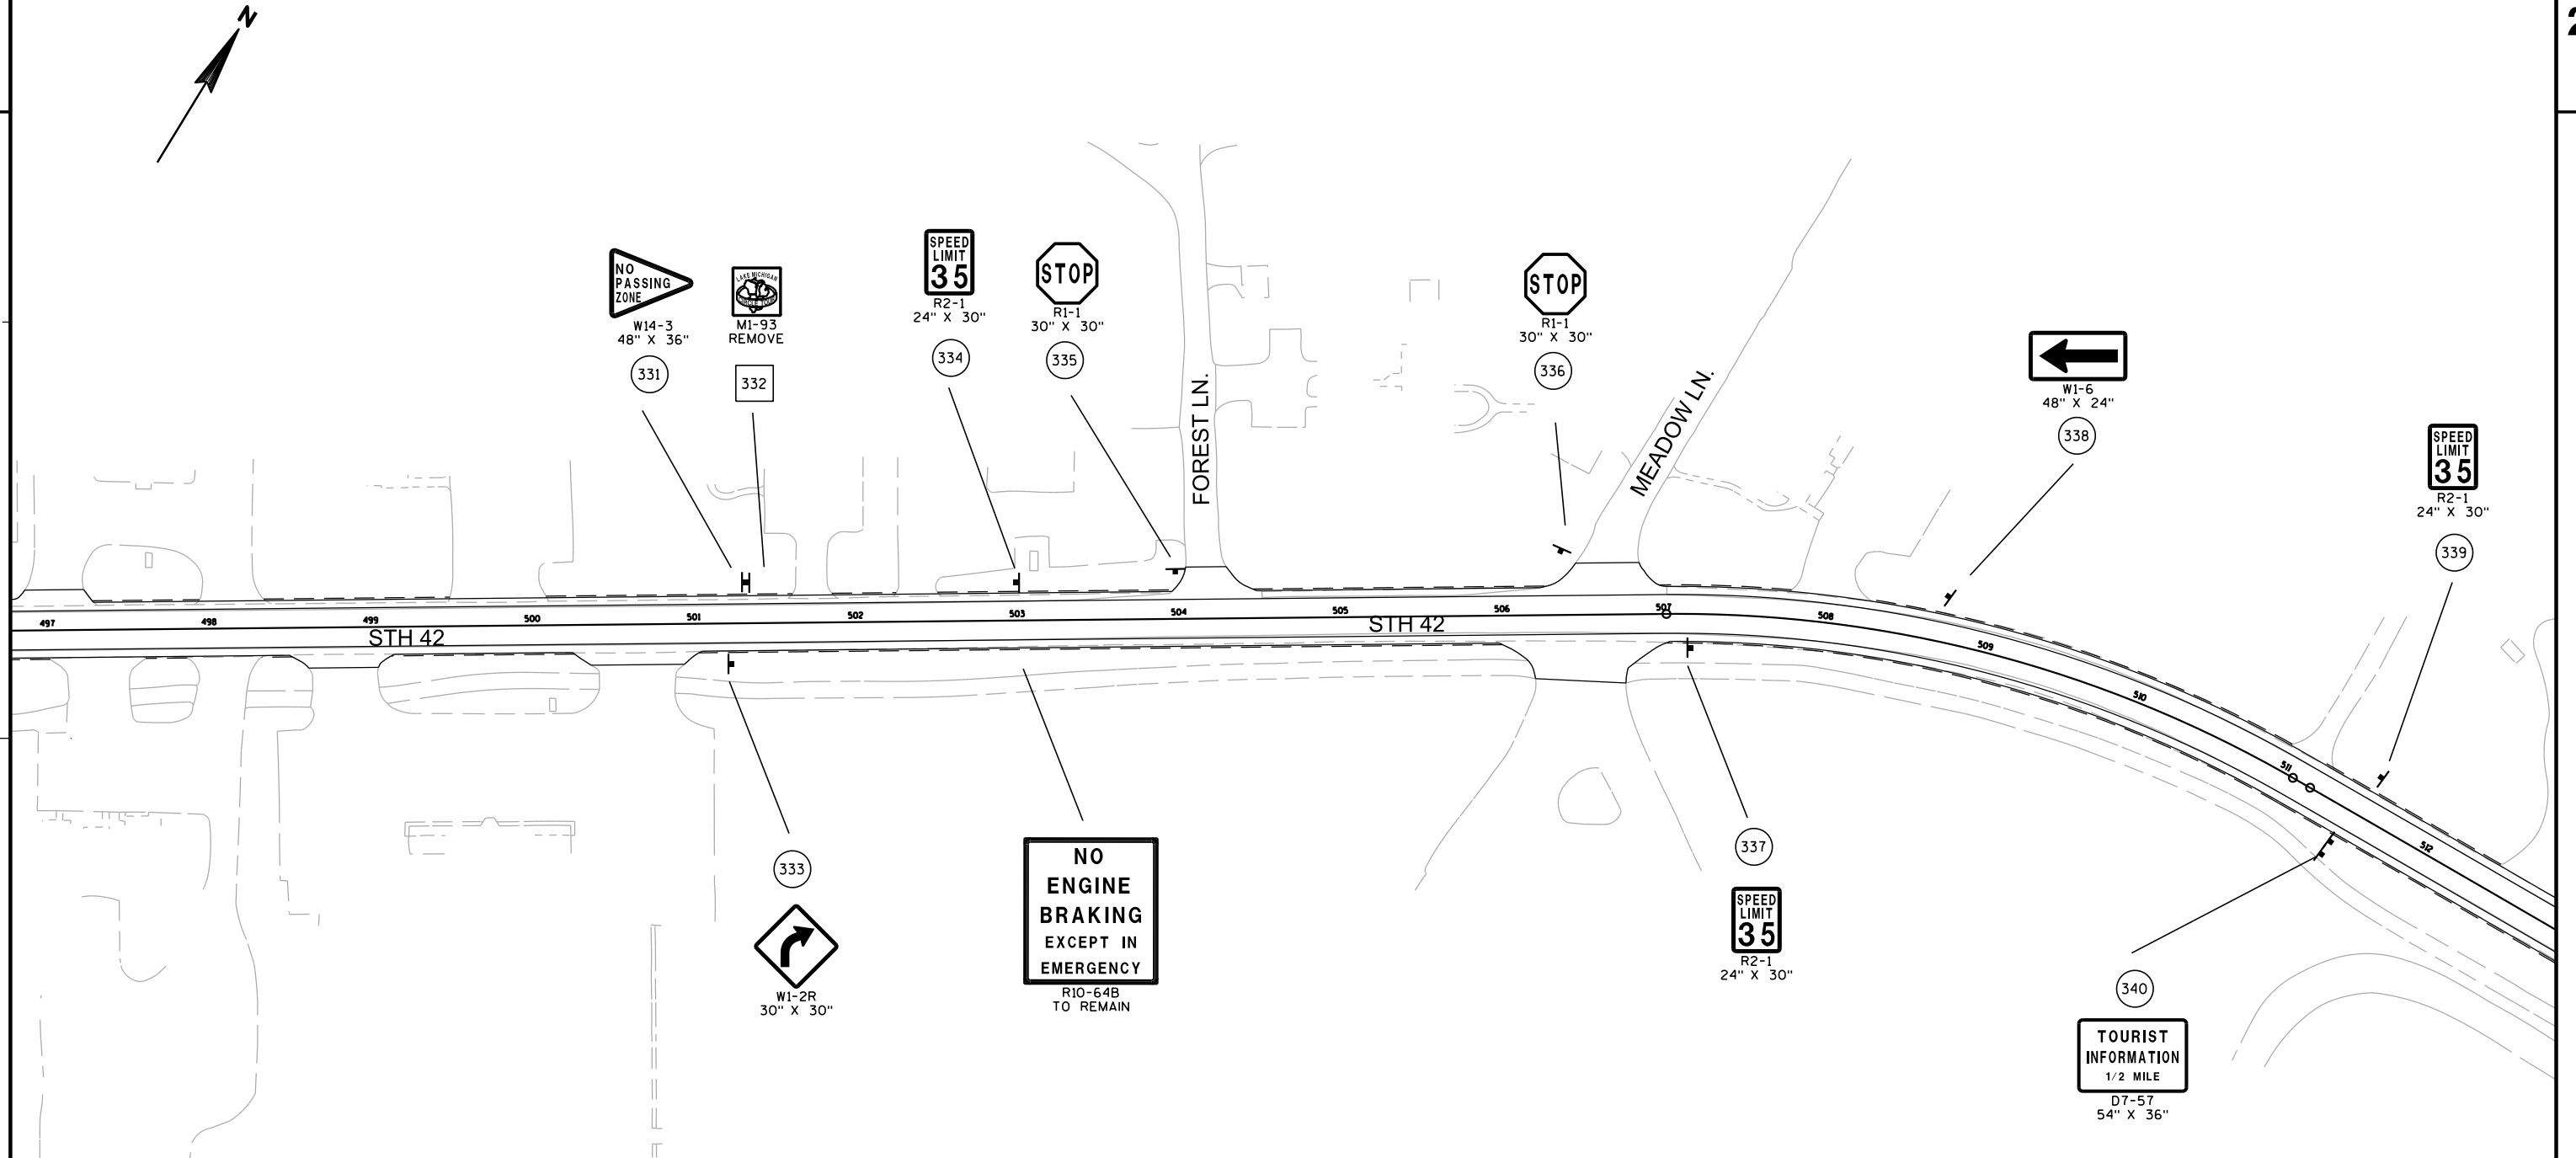 N
2
NO
PASSING
ZONE
W14-3
48" X 36"
331
LAKE MICHIGAN
CIRCLE TOUR
M1-93
REMOVE
332
SPEED
LIMIT
35
R2-1
24" X 30"
334
STOP
R1-1
30" X 30"
335
FOREST LN.
STOP
R1-1
30" X 30"
336
MEADOW LN.
W1-6
48" X 24"
338
SPEED
LIMIT
35
R2-1
24" X 30"
339
497
498
499
500
501
502
503
504
505
506
507
508
509
510
511
512
STH 42
STH 42
333
W1-2R
30" X 30"
NO
ENGINE
BRAKING
EXCEPT IN
EMERGENCY
R10-64B
TO REMAIN
337
SPEED
LIMIT
35
R2-1
24" X 30"
340
TOURIST
INFORMATION
1/2 MILE
D7-57
54" X 36"